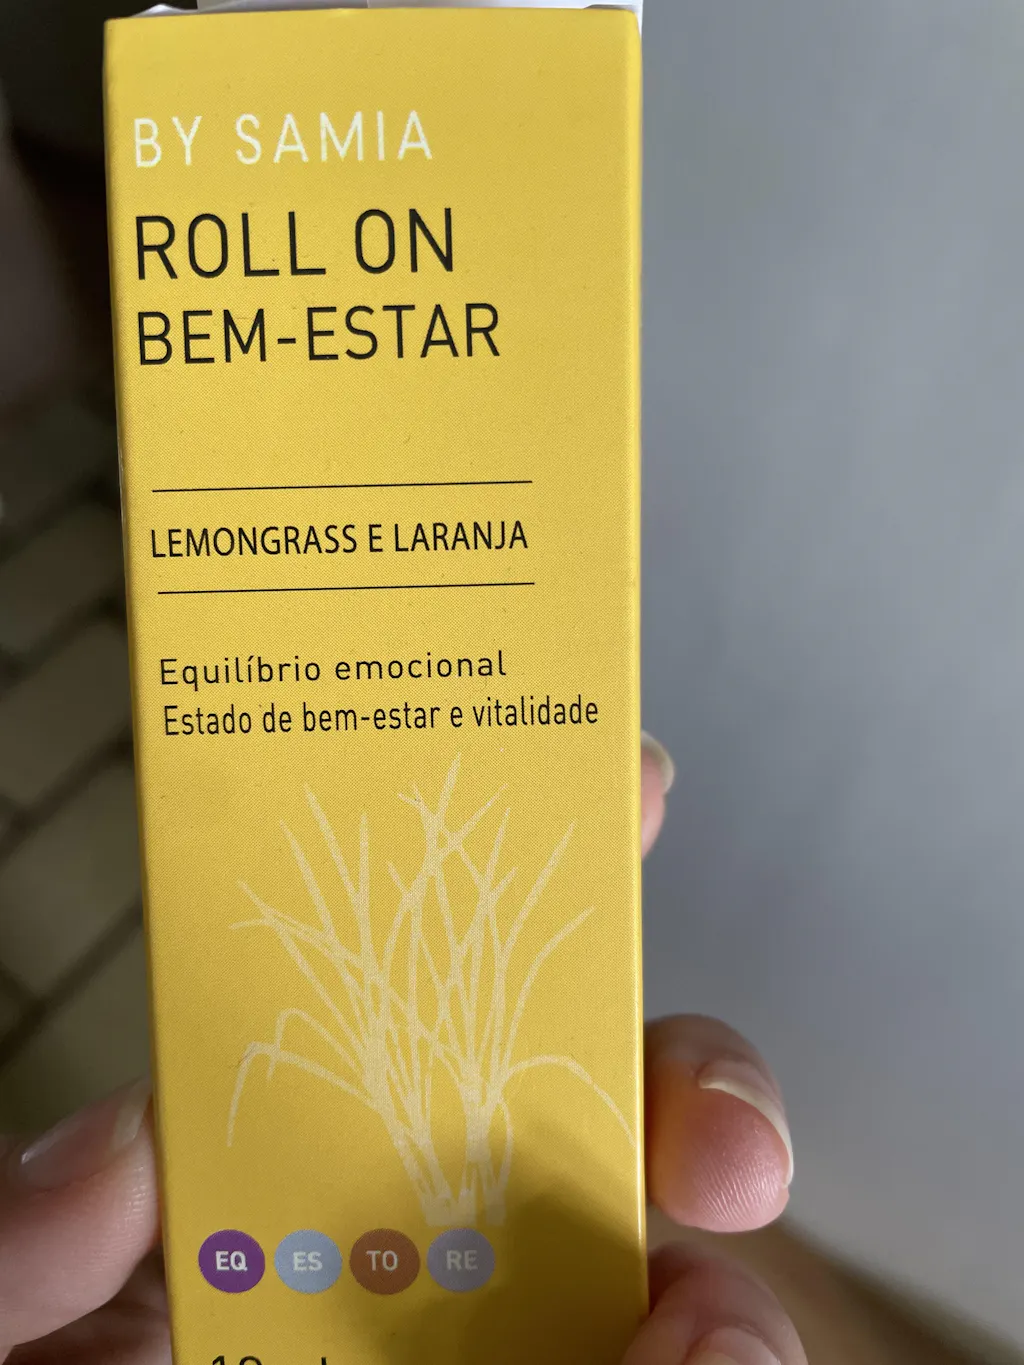 BY SAMIA
ROLL ON
BEM-ESTAR
LEMONGRASS E LARANJA
Equilíbrio emocional
Estado de bem-estar e vitalidade
EQ ES TO RE